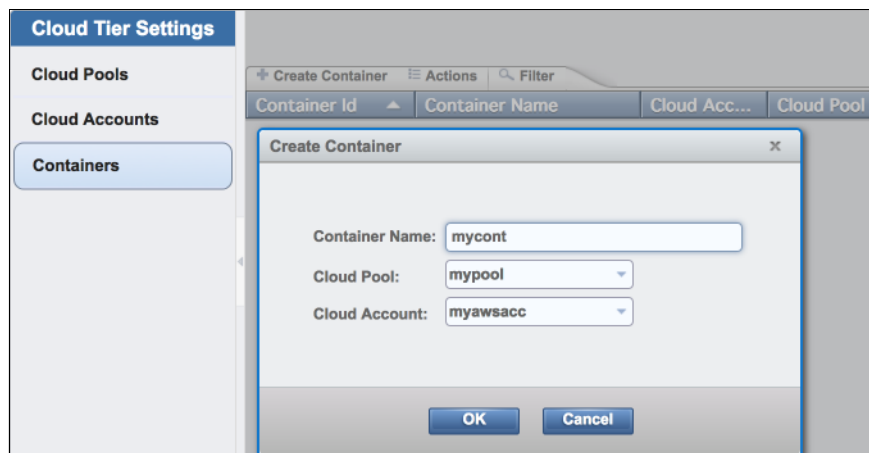 Cloud Tier Settings
Cloud Pools
Cloud Accounts
Containers
Create Container Actions Filter
Container Id Container Name Cloud Acc... Cloud Pool
Create Container
Container Name: mycont
Cloud Pool: mypool
Cloud Account: myawsacc
OK Cancel